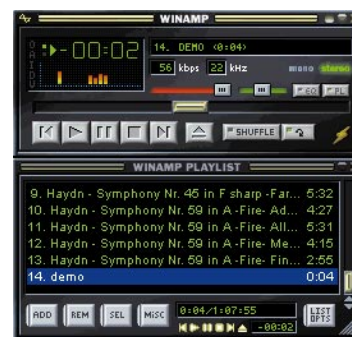 WINAMP
-00:02
14. DEMO <0:04>
56 kbps 22 kHz mono stereo
EQ PL
SHUFFLE
WINAMP PLAYLIST
9. Haydn - Symphony Nr. 45 in F sharp -Far... 5:32
10. Haydn - Symphony Nr. 59 in A -Fire- Ad... 4:27
11. Haydn - Symphony Nr. 59 in A -Fire- All... 5:31
12. Haydn - Symphony Nr. 59 in A -Fire- Me... 4:15
13. Haydn - Symphony Nr. 59 in A -Fire- Fin... 2:55
14. demo 0:04
ADD REM SEL MISC 0:04/1:07:55 LIST OPTS
-00:02